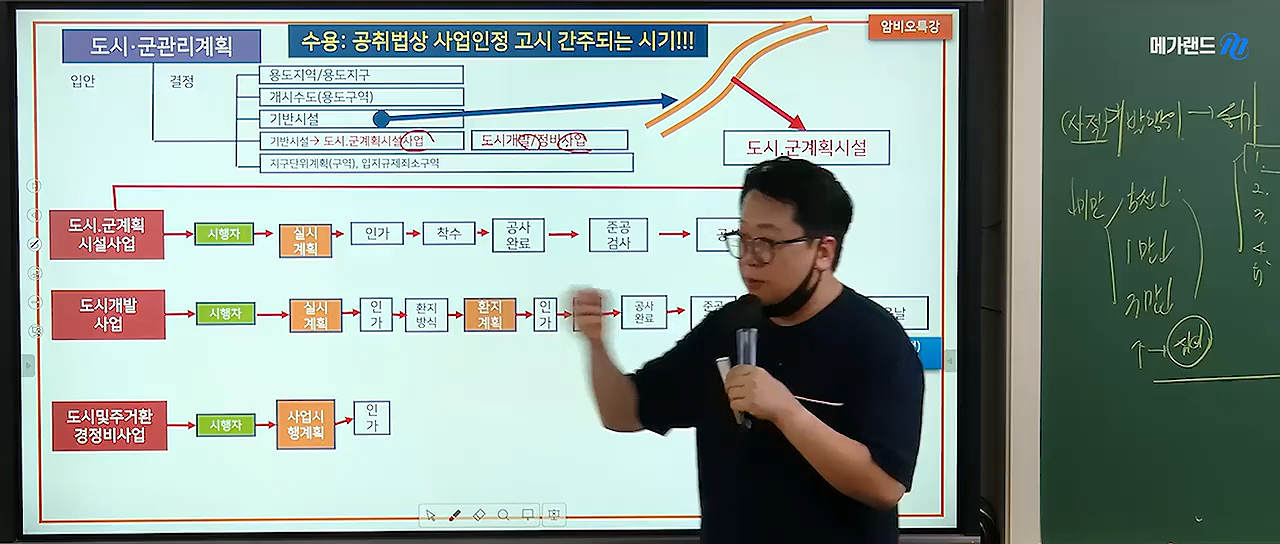 암비오특강
도시·군관리계획
수용: 공취법상 사업인정 고시 간주되는 시기!!!
메가랜드
입안
결정
용도지역/용도지구
개시수도(용도구역)
기반시설
기반시설→ 도시.군계획시설사업
도시개발/정비사업
도시.군계획시설
지구단위계획(구역), 입지규제최소구역
도시.군계획
시설사업
시행자
실시
계획
인가
착수
공사
완료
준공
검사
도시개발
사업
시행자
실시
계획
인
가
환지
방식
환지
계획
인
가
공사
완료
준공
도시및주거환
경정비사업
시행자
사업시
행계획
인
가
1.
2.
3.
4.
5.